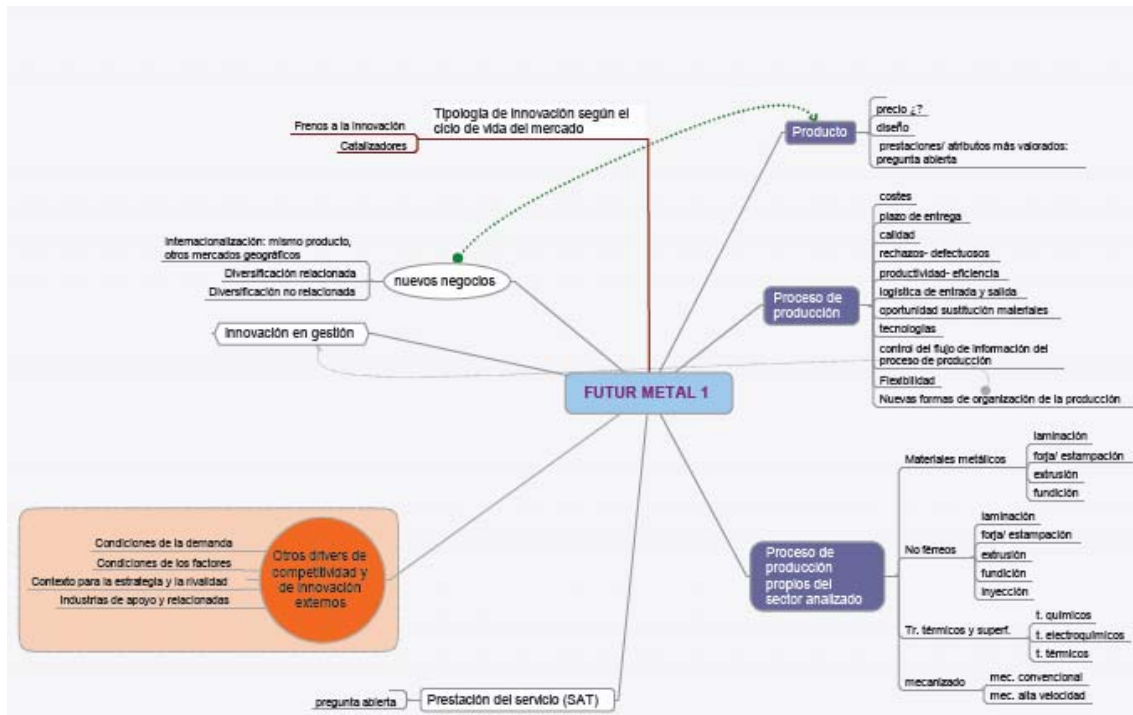 Tipología de innovación según el
ciclo de vida del mercado
Frenos a la innovación
Catalizadores
Internacionalización: mismo producto,
otros mercados geográficos
Diversificación relacionada
Diversificación no relacionada
nuevos negocios
Innovación en gestión
FUTUR METAL 1
Condiciones de la demanda
Condiciones de los factores
Contexto para la estrategia y la rivalidad
Industrias de apoyo y relacionadas
Otros drivers de
competitividad y
de innovación
externos
pregunta abierta
Prestación del servicio (SAT)
Producto
precio ¿?
diseño
prestaciones/ atributos más valorados:
pregunta abierta
Proceso de
producción
costes
plazo de entrega
calidad
rechazos- defectuosos
productividad- eficiencia
logística de entrada y salida
oportunidad sustitución materiales
tecnologías
control del flujo de información del
proceso de producción
Flexibilidad
Nuevas formas de organización de la producción
Proceso de
producción
propios del
sector analizado
Materiales metálicos
laminación
forja/ estampación
extrusión
fundición
No férreos
laminación
forja/ estampación
extrusión
fundición
inyección
Tr. térmicos y superf.
t. químicos
t. electroquímicos
t. térmicos
mecanizado
mec. convencional
mec. alta velocidad